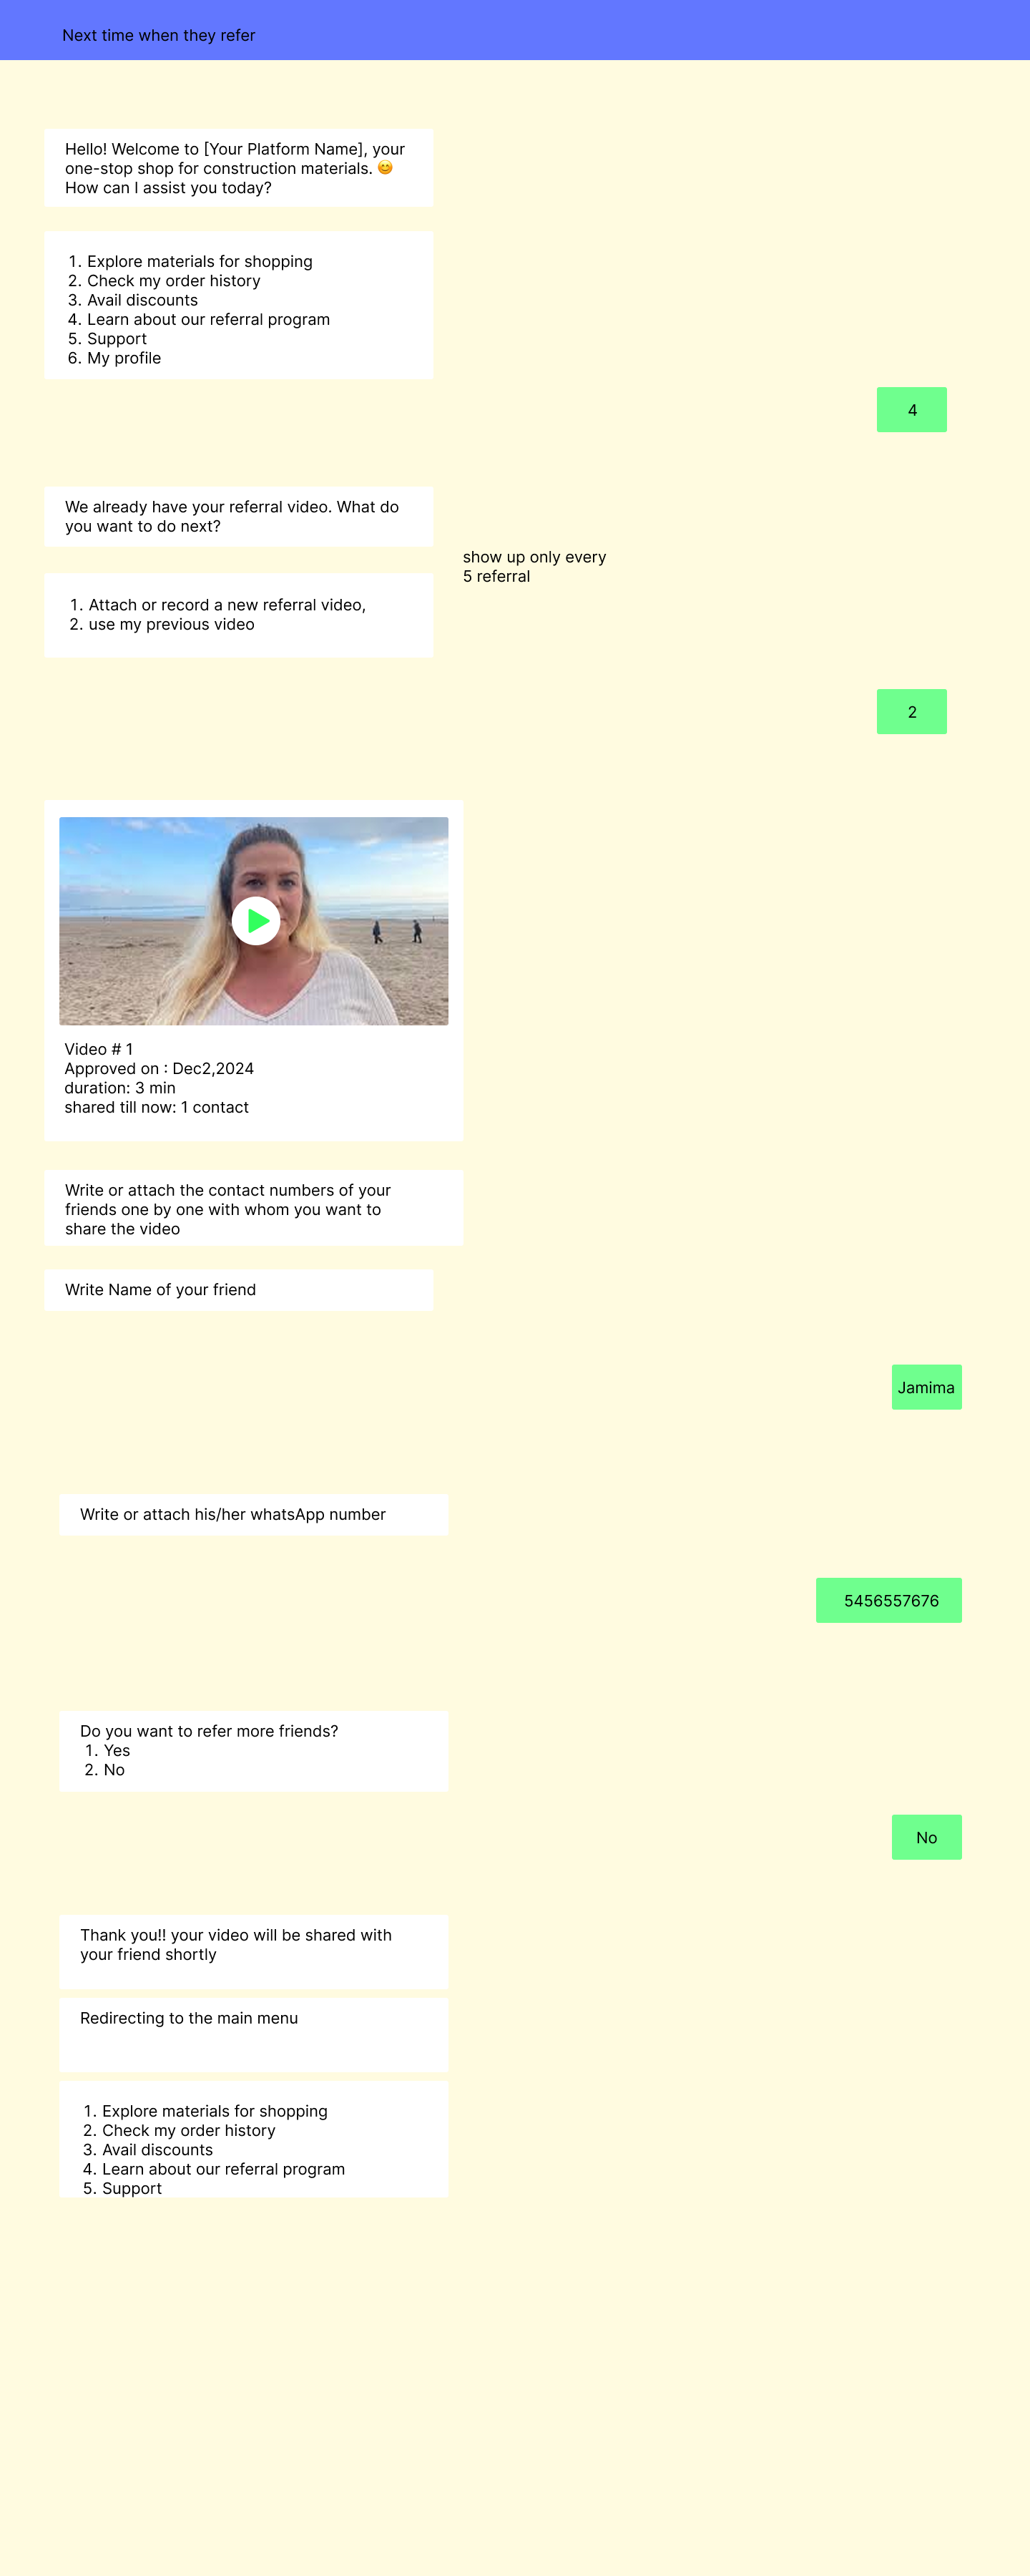 Next time when they refer
Hello! Welcome to [Your Platform Name], your
one-stop shop for construction materials. 😊
How can I assist you today?
1. Explore materials for shopping
2. Check my order history
3. Avail discounts
4. Learn about our referral program
5. Support
6. My profile
4
We already have your referral video. What do
you want to do next?
show up only every
5 referral
1. Attach or record a new referral video,
2. use my previous video
2
Video # 1
Approved on : Dec2,2024
duration: 3 min
shared till now: 1 contact
Write or attach the contact numbers of your
friends one by one with whom you want to
share the video
Write Name of your friend
Jamima
Write or attach his/her whatsApp number
5456557676
Do you want to refer more friends?
1. Yes
2. No
No
Thank you!! your video will be shared with
your friend shortly
Redirecting to the main menu
1. Explore materials for shopping
2. Check my order history
3. Avail discounts
4. Learn about our referral program
5. Support